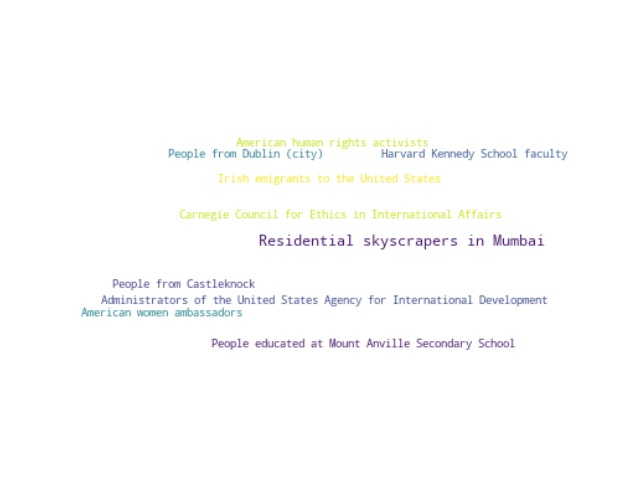 American human rights activists
People from Dublin (city) Harvard Kennedy School faculty
Irish emigrants to the United States
Carnegie Council for Ethics in International Affairs
Residential skyscrapers in Mumbai
People from Castleknock
Administrators of the United States Agency for International Development
American women ambassadors
People educated at Mount Anville Secondary School